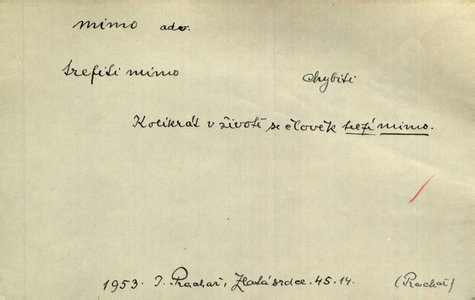 mimo adv.
trefiti mimo chybiti
Kolikrát v životě se člověk trefí mimo.
1953. I. Prachař, Zlatá srdce. 45.14. (Prachař)